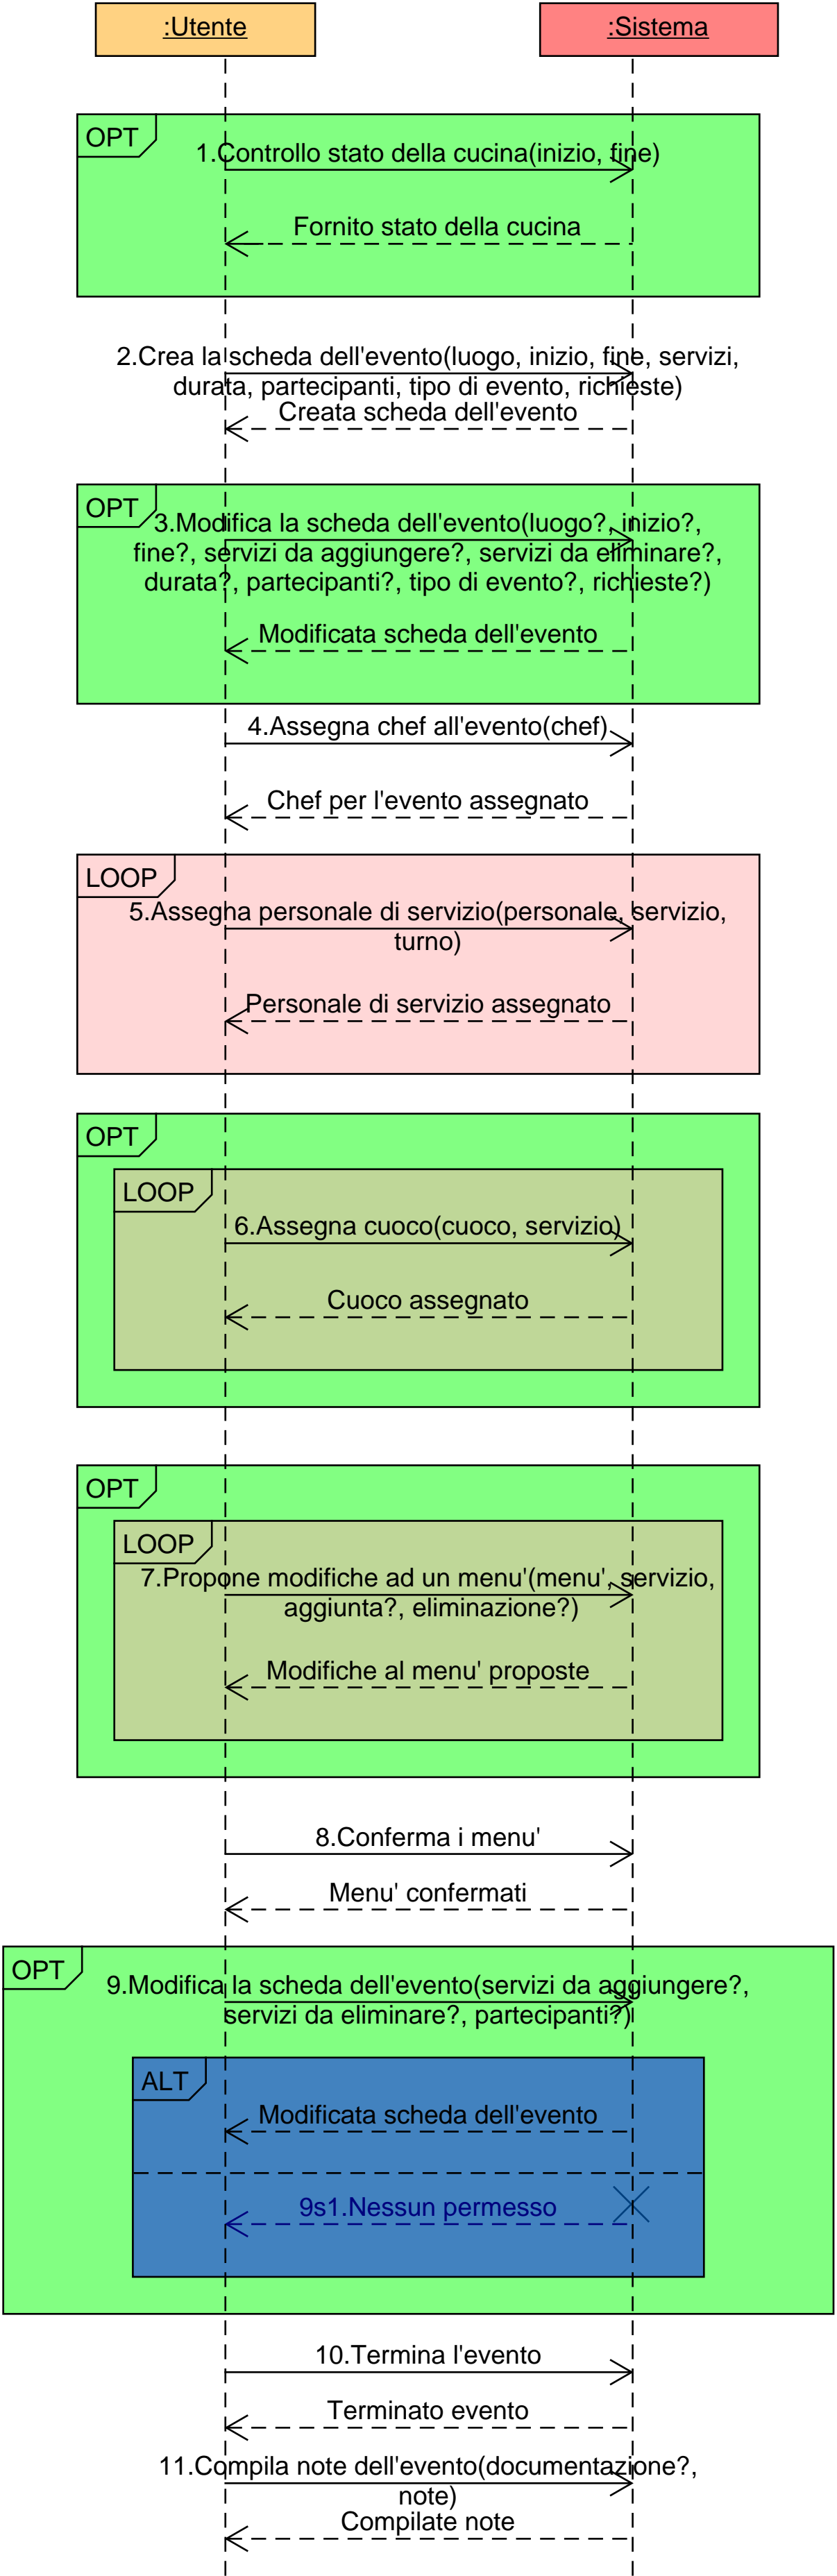 :Utente
:Sistema
OPT
1.Controllo stato della cucina(inizio, fine)
Fornito stato della cucina
2.Crea la scheda dell'evento(luogo, inizio, fine, servizi,
durata, partecipanti, tipo di evento, richieste)
Creata scheda dell'evento
OPT
3.Modifica la scheda dell'evento(luogo?, inizio?,
fine?, servizi da aggiungere?, servizi da eliminare?,
durata?, partecipanti?, tipo di evento?, richieste?)
Modificata scheda dell'evento
4.Assegna chef all'evento(chef)
Chef per l'evento assegnato
LOOP
5.Assegna personale di servizio(personale, servizio,
turno)
Personale di servizio assegnato
OPT
LOOP
6.Assegna cuoco(cuoco, servizio)
Cuoco assegnato
OPT
LOOP
7.Propone modifiche ad un menu'(menu', servizio,
aggiunta?, eliminazione?)
Modifiche al menu' proposte
8.Conferma i menu'
Menu' confermati
OPT
9.Modifica la scheda dell'evento(servizi da aggiungere?,
servizi da eliminare?, partecipanti?)
ALT
Modificata scheda dell'evento
9s1.Nessun permesso
10.Termina l'evento
Terminato evento
11.Compila note dell'evento(documentazione?,
note)
Compilate note